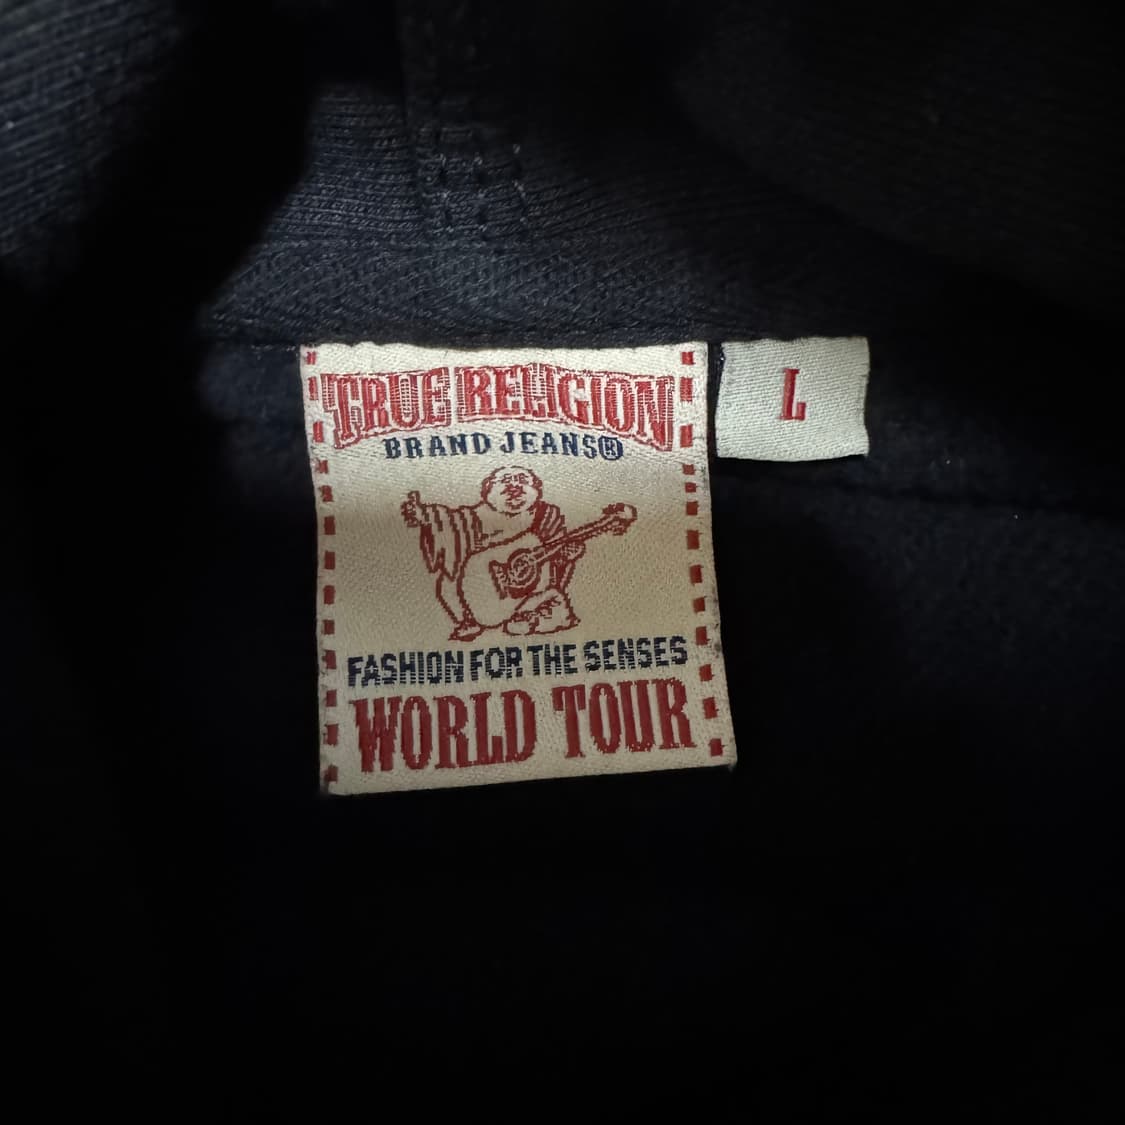 TRUE RELIGION
BRAND JEANS®
FASHION FOR THE SENSES
WORLD TOUR
L